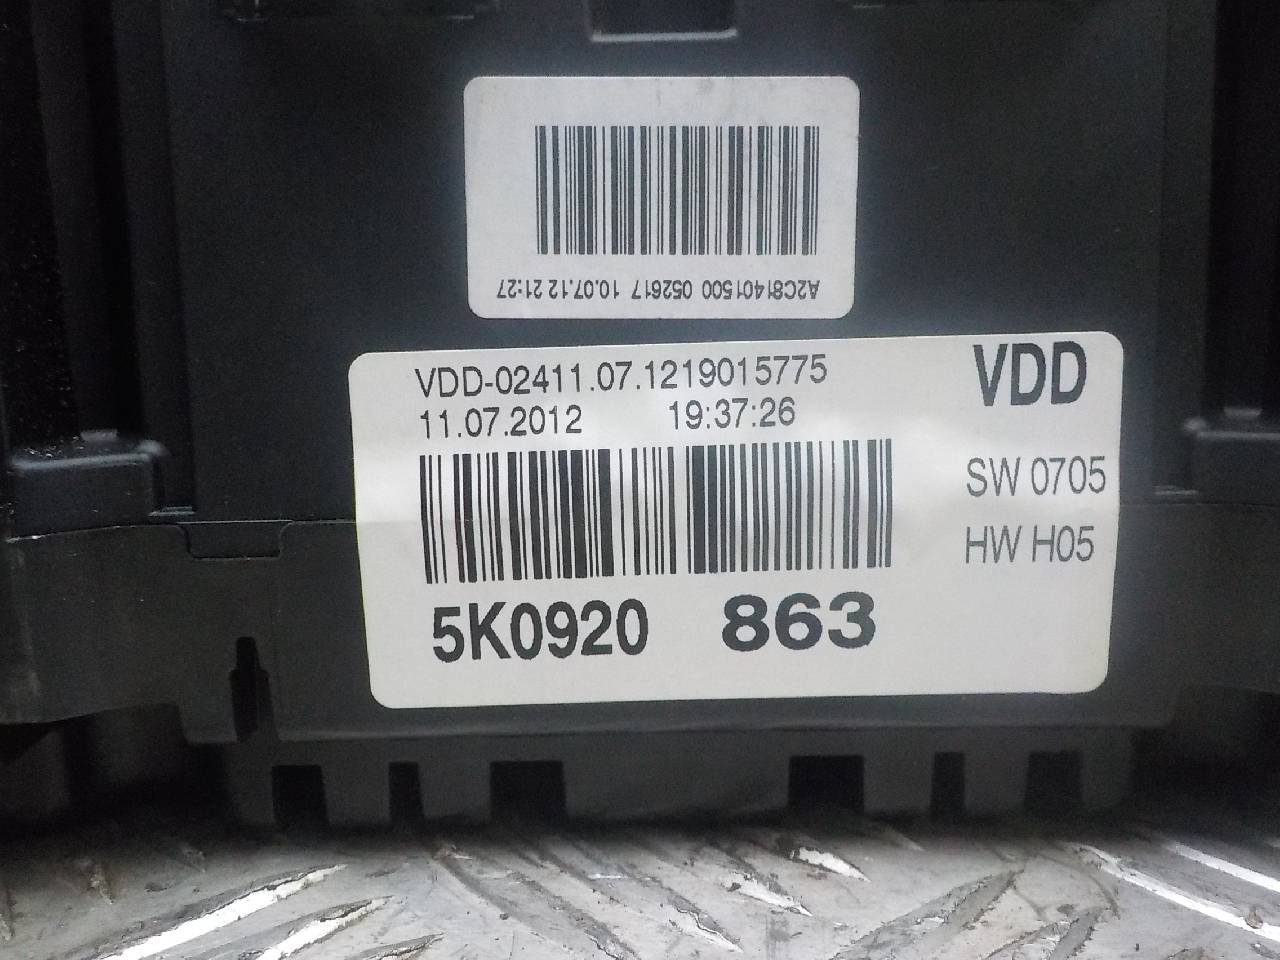 A2C81401500 052617 10.07.12 21:27
VDD-02411.07.1219015775
VDD
11.07.2012 19:37:26
SW 0705
HW H05
5K0920 863